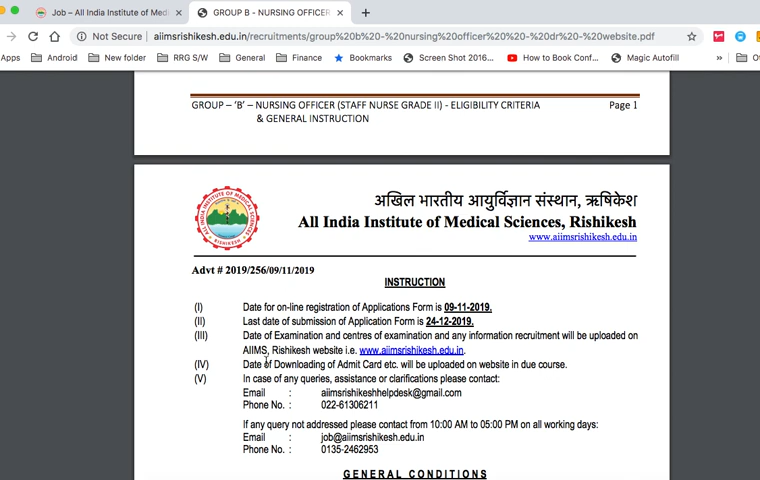 Job – All India Institute of Med
GROUP B - NURSING OFFICER
Not Secure
aiimsrishikesh.edu.in/recruitments/group%20b%20-%20nursing%20officer%20%20-%20dr%20-%20website.pdf
Apps
Android
New folder
RRG S/W
General
Finance
Bookmarks
Screen Shot 2016...
How to Book Conf...
Magic Autofill
»
GROUP – 'B' – NURSING OFFICER (STAFF NURSE GRADE II) - ELIGIBILITY CRITERIA Page 1
& GENERAL INSTRUCTION
अखिल भारतीय आयुर्विज्ञान संस्थान, ऋषिकेश
ALL INDIA INSTITUTE OF MEDICAL SCIENCES
RISHIKESH
All India Institute of Medical Sciences, Rishikesh
www.aiimsrishikesh.edu.in
Advt # 2019/256/09/11/2019
INSTRUCTION
(I) Date for on-line registration of Applications Form is 09-11-2019.
(II) Last date of submission of Application Form is 24-12-2019.
(III) Date of Examination and centres of examination and any information recruitment will be uploaded on
AIIMS, Rishikesh website i.e. www.aiimsrishikesh.edu.in.
(IV) Date of Downloading of Admit Card etc. will be uploaded on website in due course.
(V) In case of any queries, assistance or clarifications please contact:
Email : aiimsrishikeshhelpdesk@gmail.com
Phone No. : 022-61306211
If any query not addressed please contact from 10:00 AM to 05:00 PM on all working days:
Email : job@aiimsrishikesh.edu.in
Phone No. : 0135-2462953
GENERAL CONDITIONS